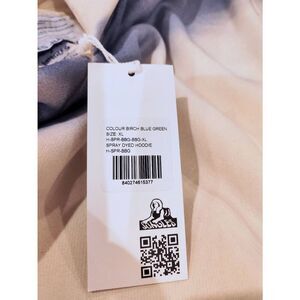 COLOUR BIRCH BLUE GREEN
SIZE: XL
H-SPR-BBG-BBG-XL
SPRAY DYED HOODIE
H-SPR-BBG
840274615377